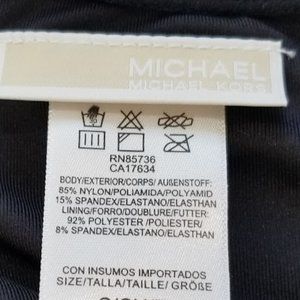 MICHAEL
MICHAEL KORS
RN85736
CA17634
BODY/EXTERIOR/CORPS/ AUßENSTOFF:
85% NYLON/POLIAMIDA/POLYAMID
15% SPANDEX/ELASTANO/ELASTHAN
LINING/FORRO/DOUBLURE/FUTTER:
92% POLYESTER /POLIESTER/
8% SPANDEX/ELASTANO/ELASTHAN
CON INSUMOS IMPORTADOS
SIZE/TALLA/TAILLE/ GRÖßE